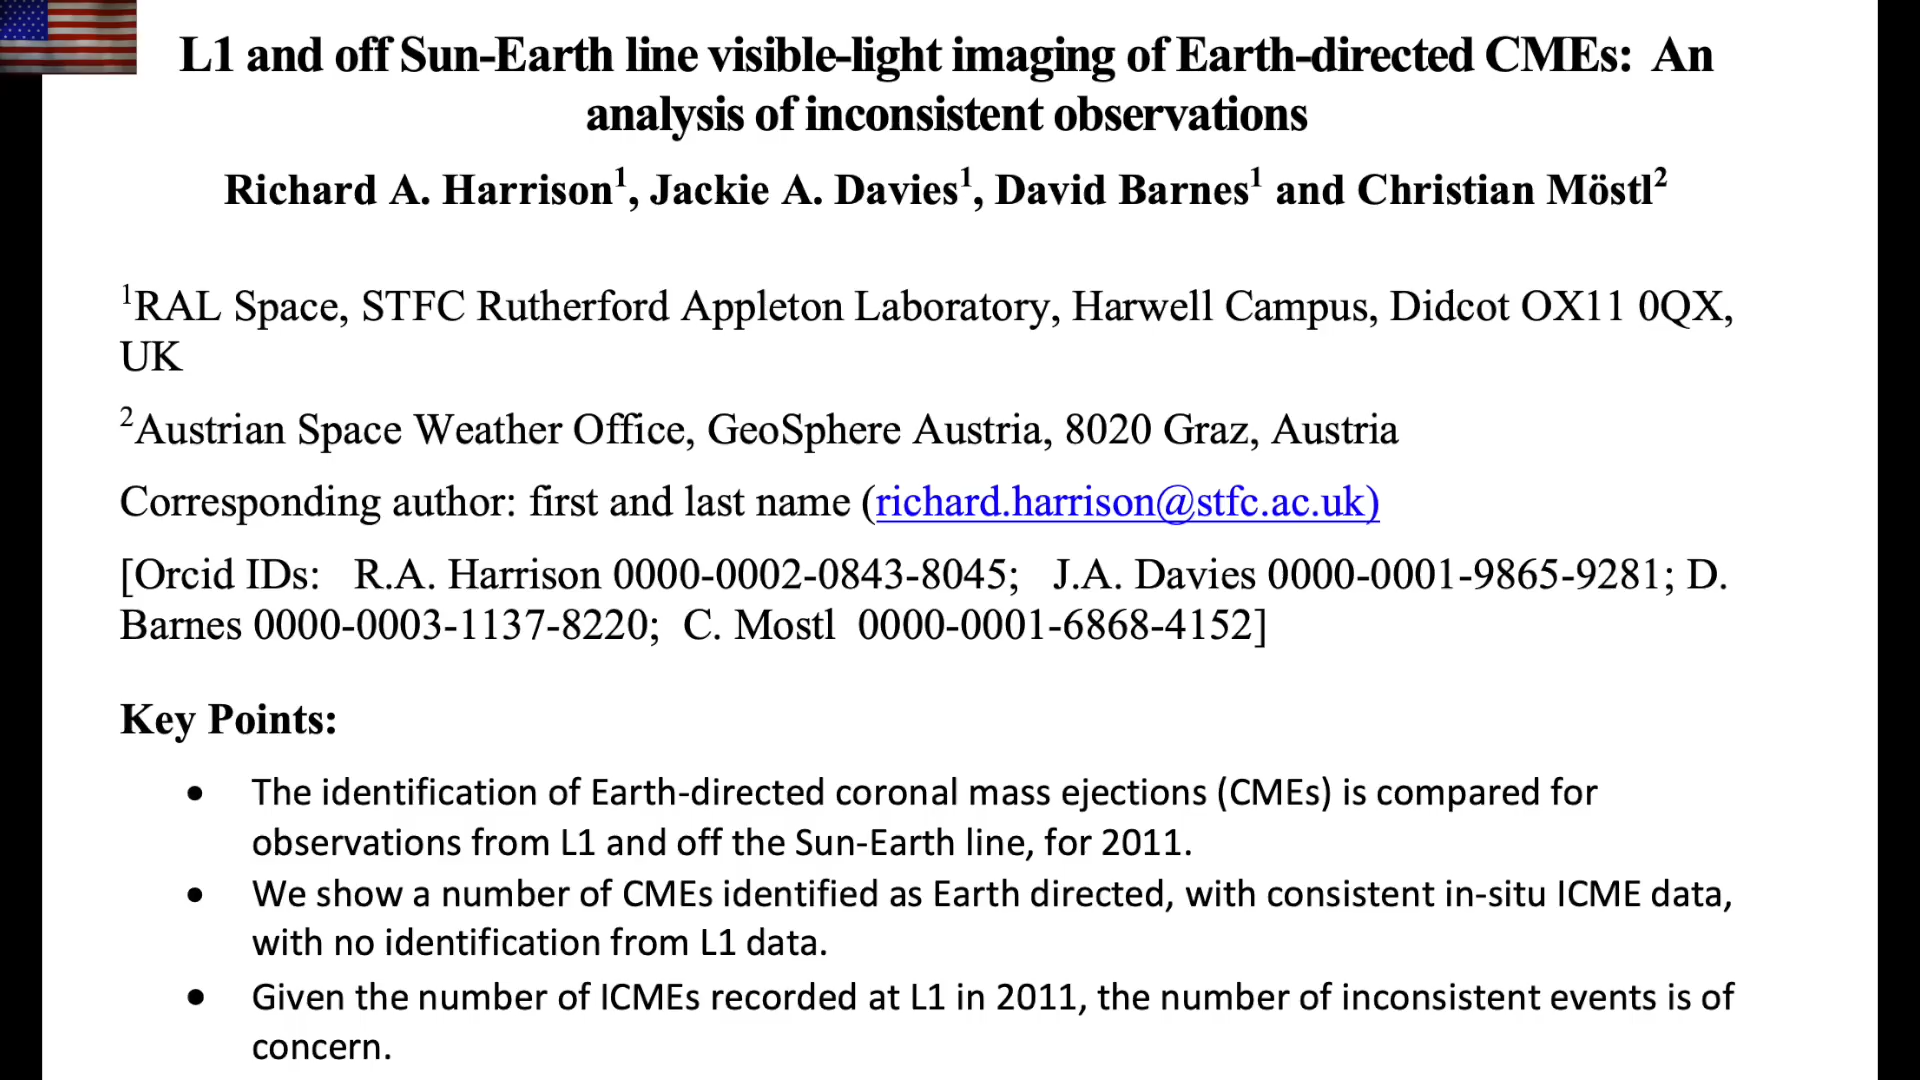 L1 and off Sun-Earth line visible-light imaging of Earth-directed CMEs: An
analysis of inconsistent observations
Richard A. Harrison¹, Jackie A. Davies¹, David Barnes¹ and Christian Möstl²
¹RAL Space, STFC Rutherford Appleton Laboratory, Harwell Campus, Didcot OX11 0QX,
UK
²Austrian Space Weather Office, GeoSphere Austria, 8020 Graz, Austria
Corresponding author: first and last name (richard.harrison@stfc.ac.uk)
[Orcid IDs: R.A. Harrison 0000-0002-0843-8045; J.A. Davies 0000-0001-9865-9281; D.
Barnes 0000-0003-1137-8220; C. Mostl 0000-0001-6868-4152]
Key Points:
• The identification of Earth-directed coronal mass ejections (CMEs) is compared for
observations from L1 and off the Sun-Earth line, for 2011.
• We show a number of CMEs identified as Earth directed, with consistent in-situ ICME data,
with no identification from L1 data.
• Given the number of ICMEs recorded at L1 in 2011, the number of inconsistent events is of
concern.